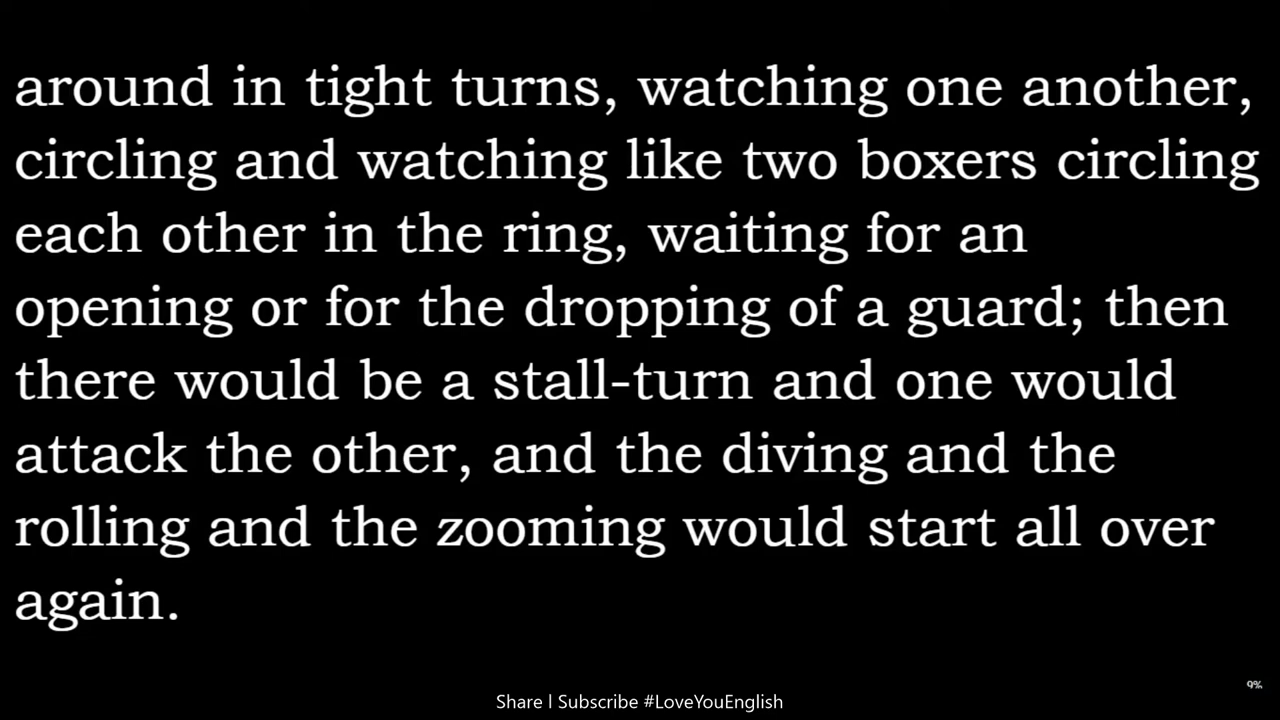 around in tight turns, watching one another,
circling and watching like two boxers circling
each other in the ring, waiting for an
opening or for the dropping of a guard; then
there would be a stall-turn and one would
attack the other, and the diving and the
rolling and the zooming would start all over
again.
9%
Share | Subscribe #LoveYouEnglish